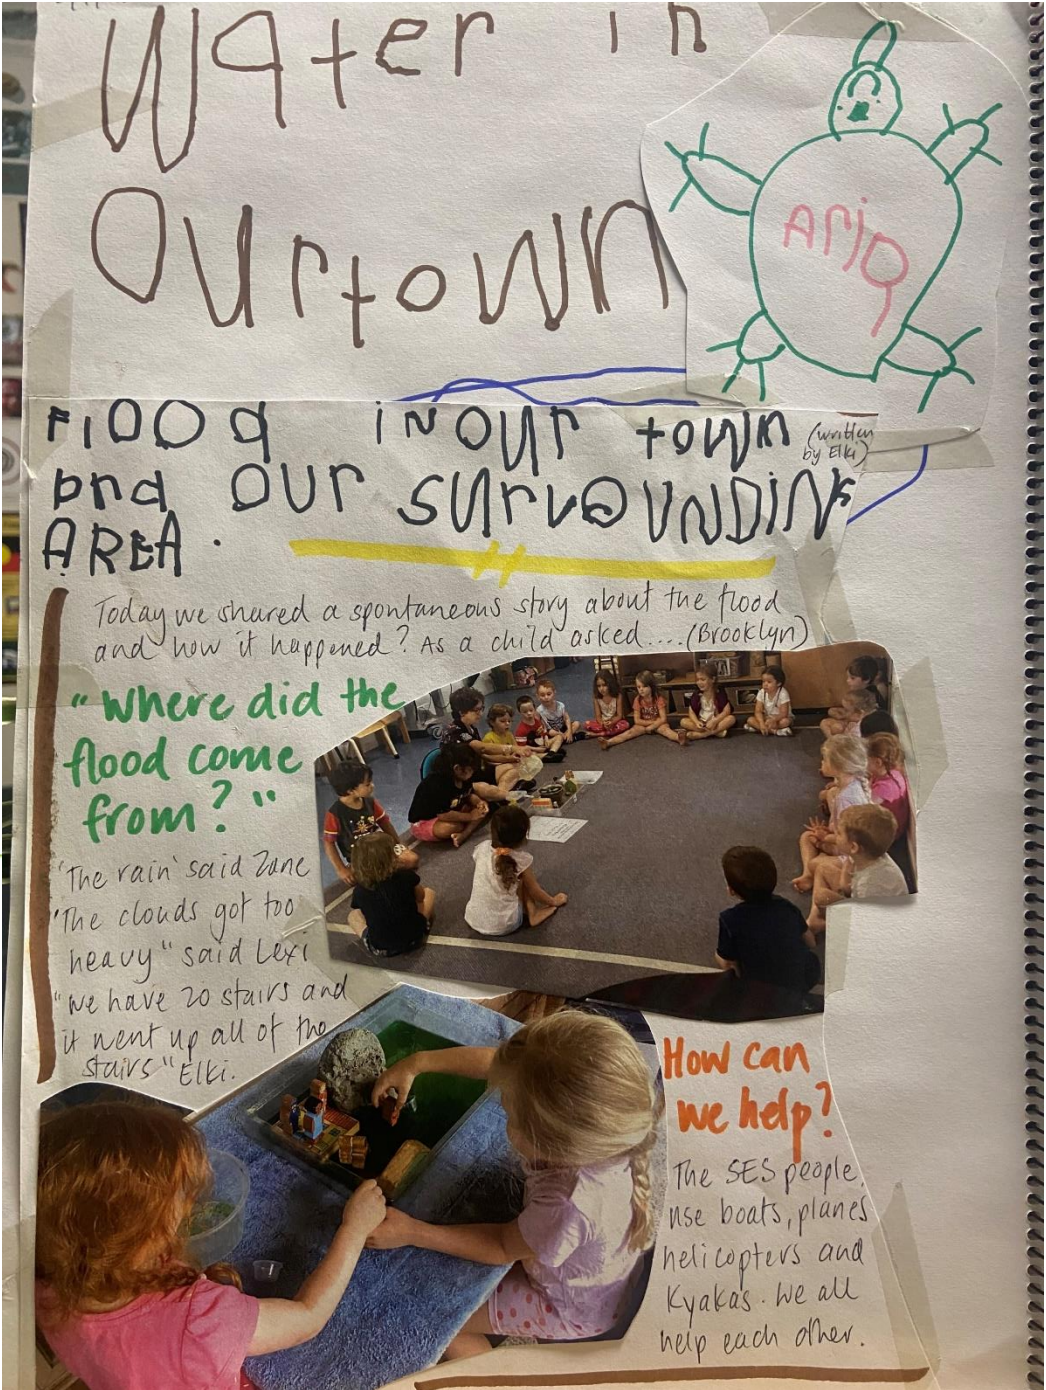 Water in
Our town
Aria
Flood in our town
(written
by Elki)
and our surrounding
AREA.
Today we shared a spontaneous story about the flood
and how it happened? As a child asked....(Brooklyn)
"Where did the
flood come
from?"
'The rain' said Zane
'The clouds got too
heavy" said Lexi
"We have 20 stairs and
it went up all of the
stairs" Elki.
How can
we help?
The SES people.
use boats, planes
helicopters and
Kyakas. We all
help each other.